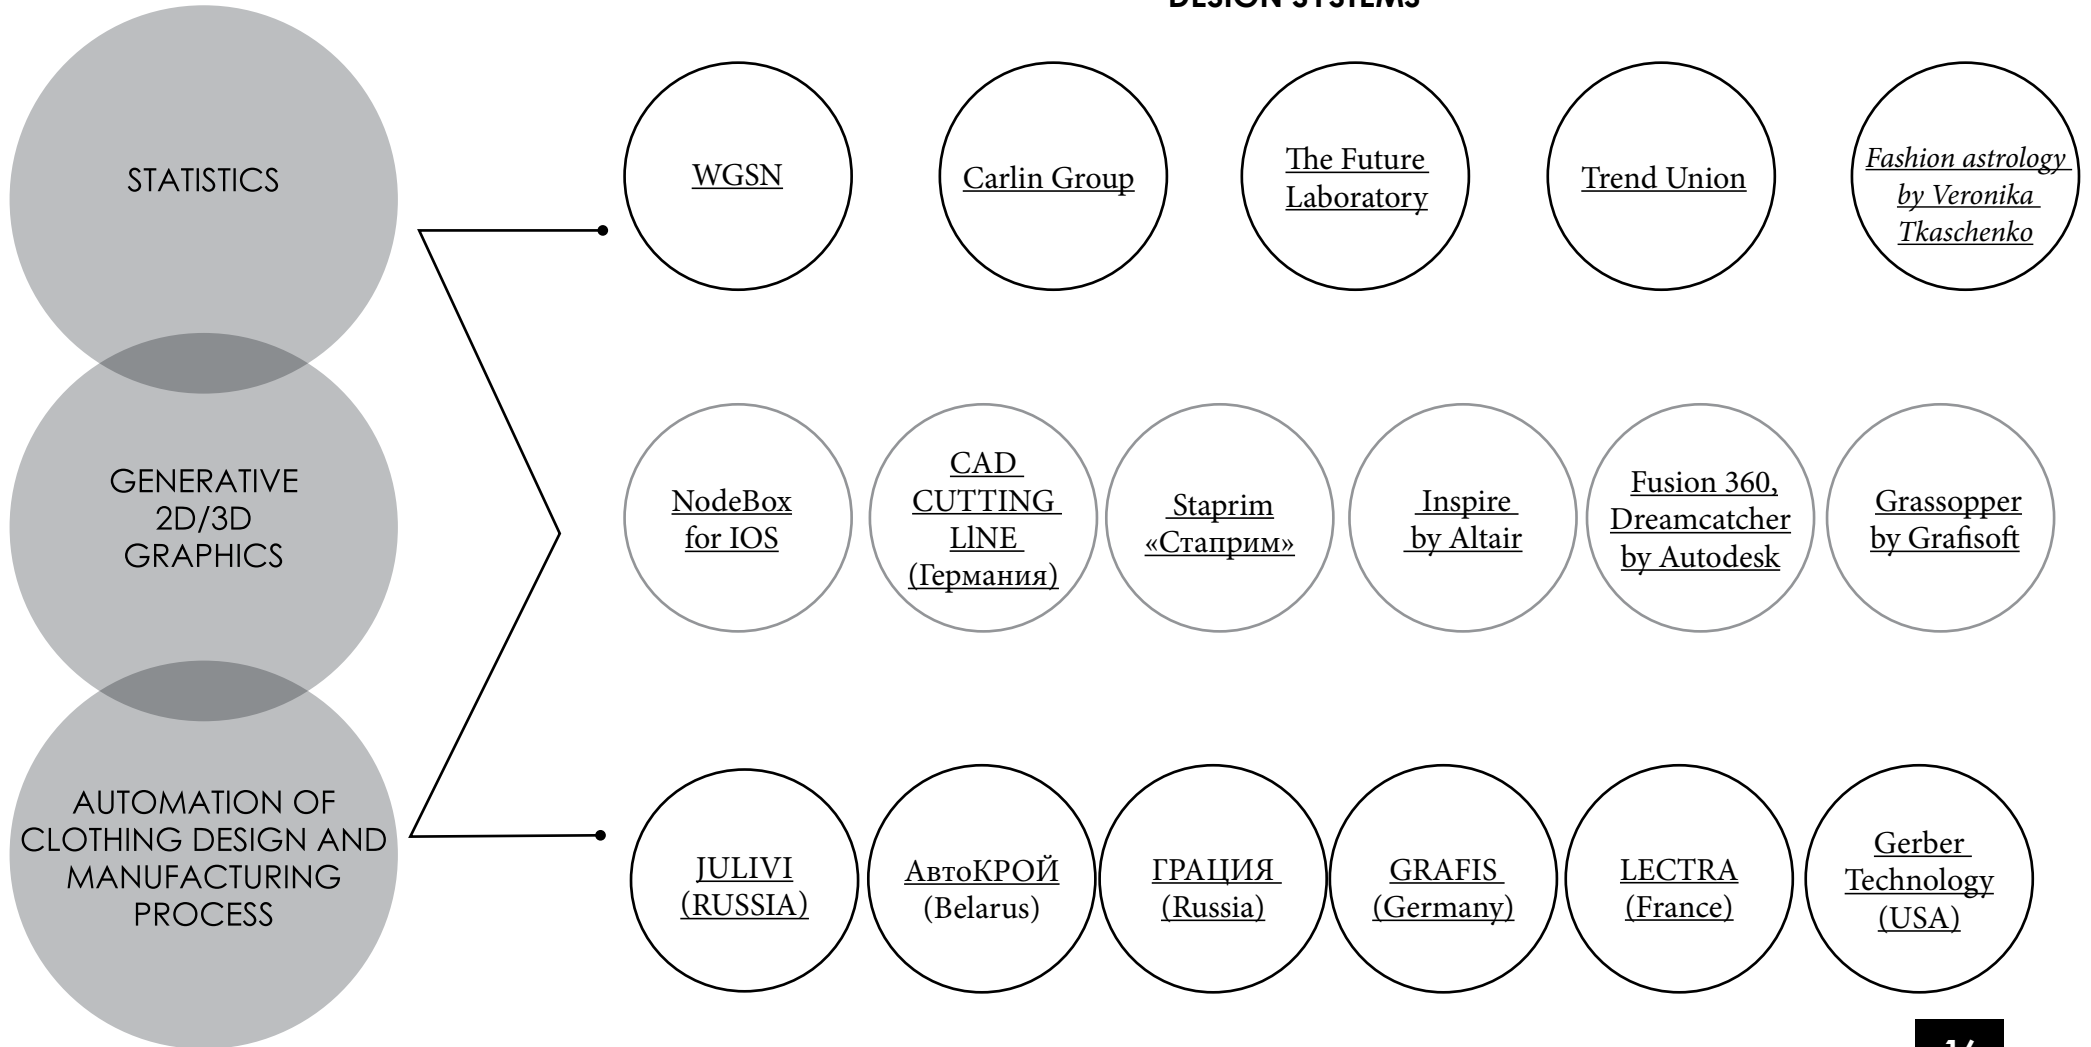 DESIGN SYSTEMS
STATISTICS
WGSN
Carlin Group
The Future
Laboratory
Trend Union
Fashion astrology
by Veronika
Tkaschenko
GENERATIVE
2D/3D
GRAPHICS
NodeBox
for IOS
CAD
CUTTING
LlNE
(Германия)
Staprim
«Стаприм»
Inspire
by Altair
Fusion 360,
Dreamcatcher
by Autodesk
Grassopper
by Grafisoft
AUTOMATION OF
CLOTHING DESIGN AND
MANUFACTURING
PROCESS
JULIVI
(RUSSIA)
АвтоКРОЙ
(Belarus)
ГРАЦИЯ
(Russia)
GRAFIS
(Germany)
LECTRA
(France)
Gerber
Technology
(USA)